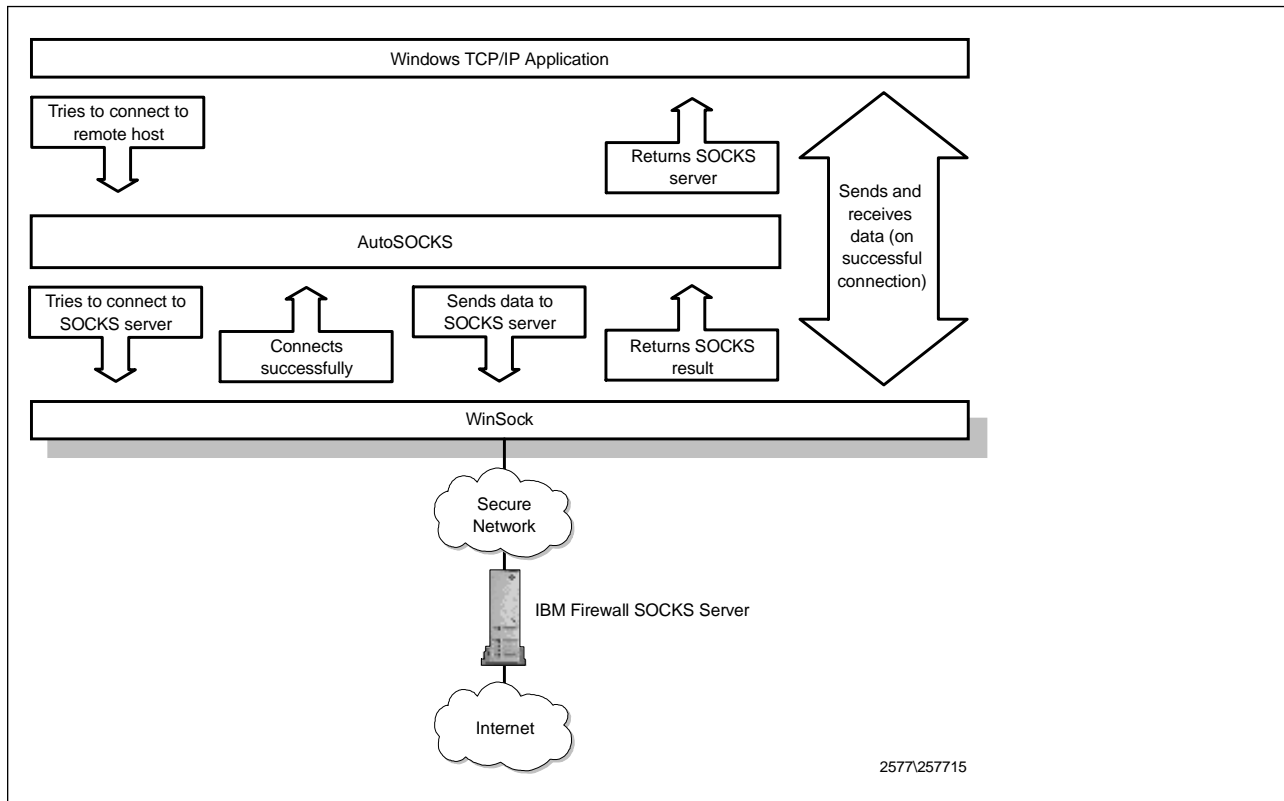 Windows TCP/IP Application
Tries to connect to
remote host
Returns SOCKS
server
Sends and
receives
data (on
successful
connection)
AutoSOCKS
Tries to connect to
SOCKS server
Connects
successfully
Sends data to
SOCKS server
Returns SOCKS
result
WinSock
Secure
Network
IBM Firewall SOCKS Server
Internet
2577\257715